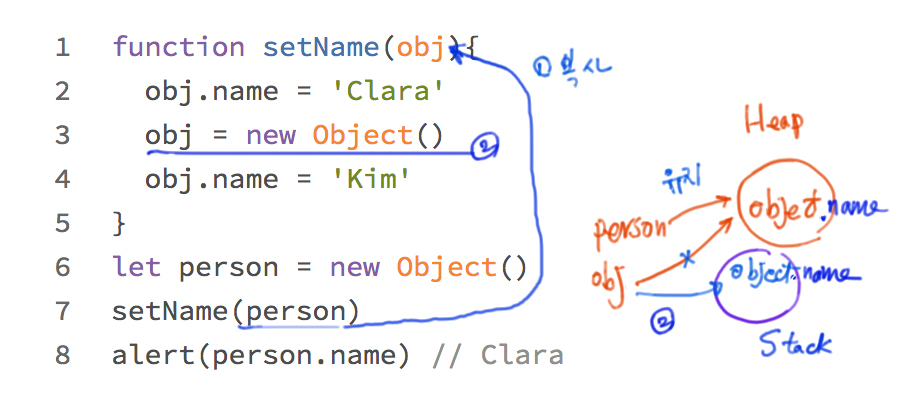 1 function setName(obj){
2 obj.name = 'Clara'
3 obj = new Object()
4 obj.name = 'Kim'
5 }
6 let person = new Object()
7 setName(person)
8 alert(person.name) // Clara
① 복사
②
Heap
유지
person
object.name
obj
object.name
②
Stack